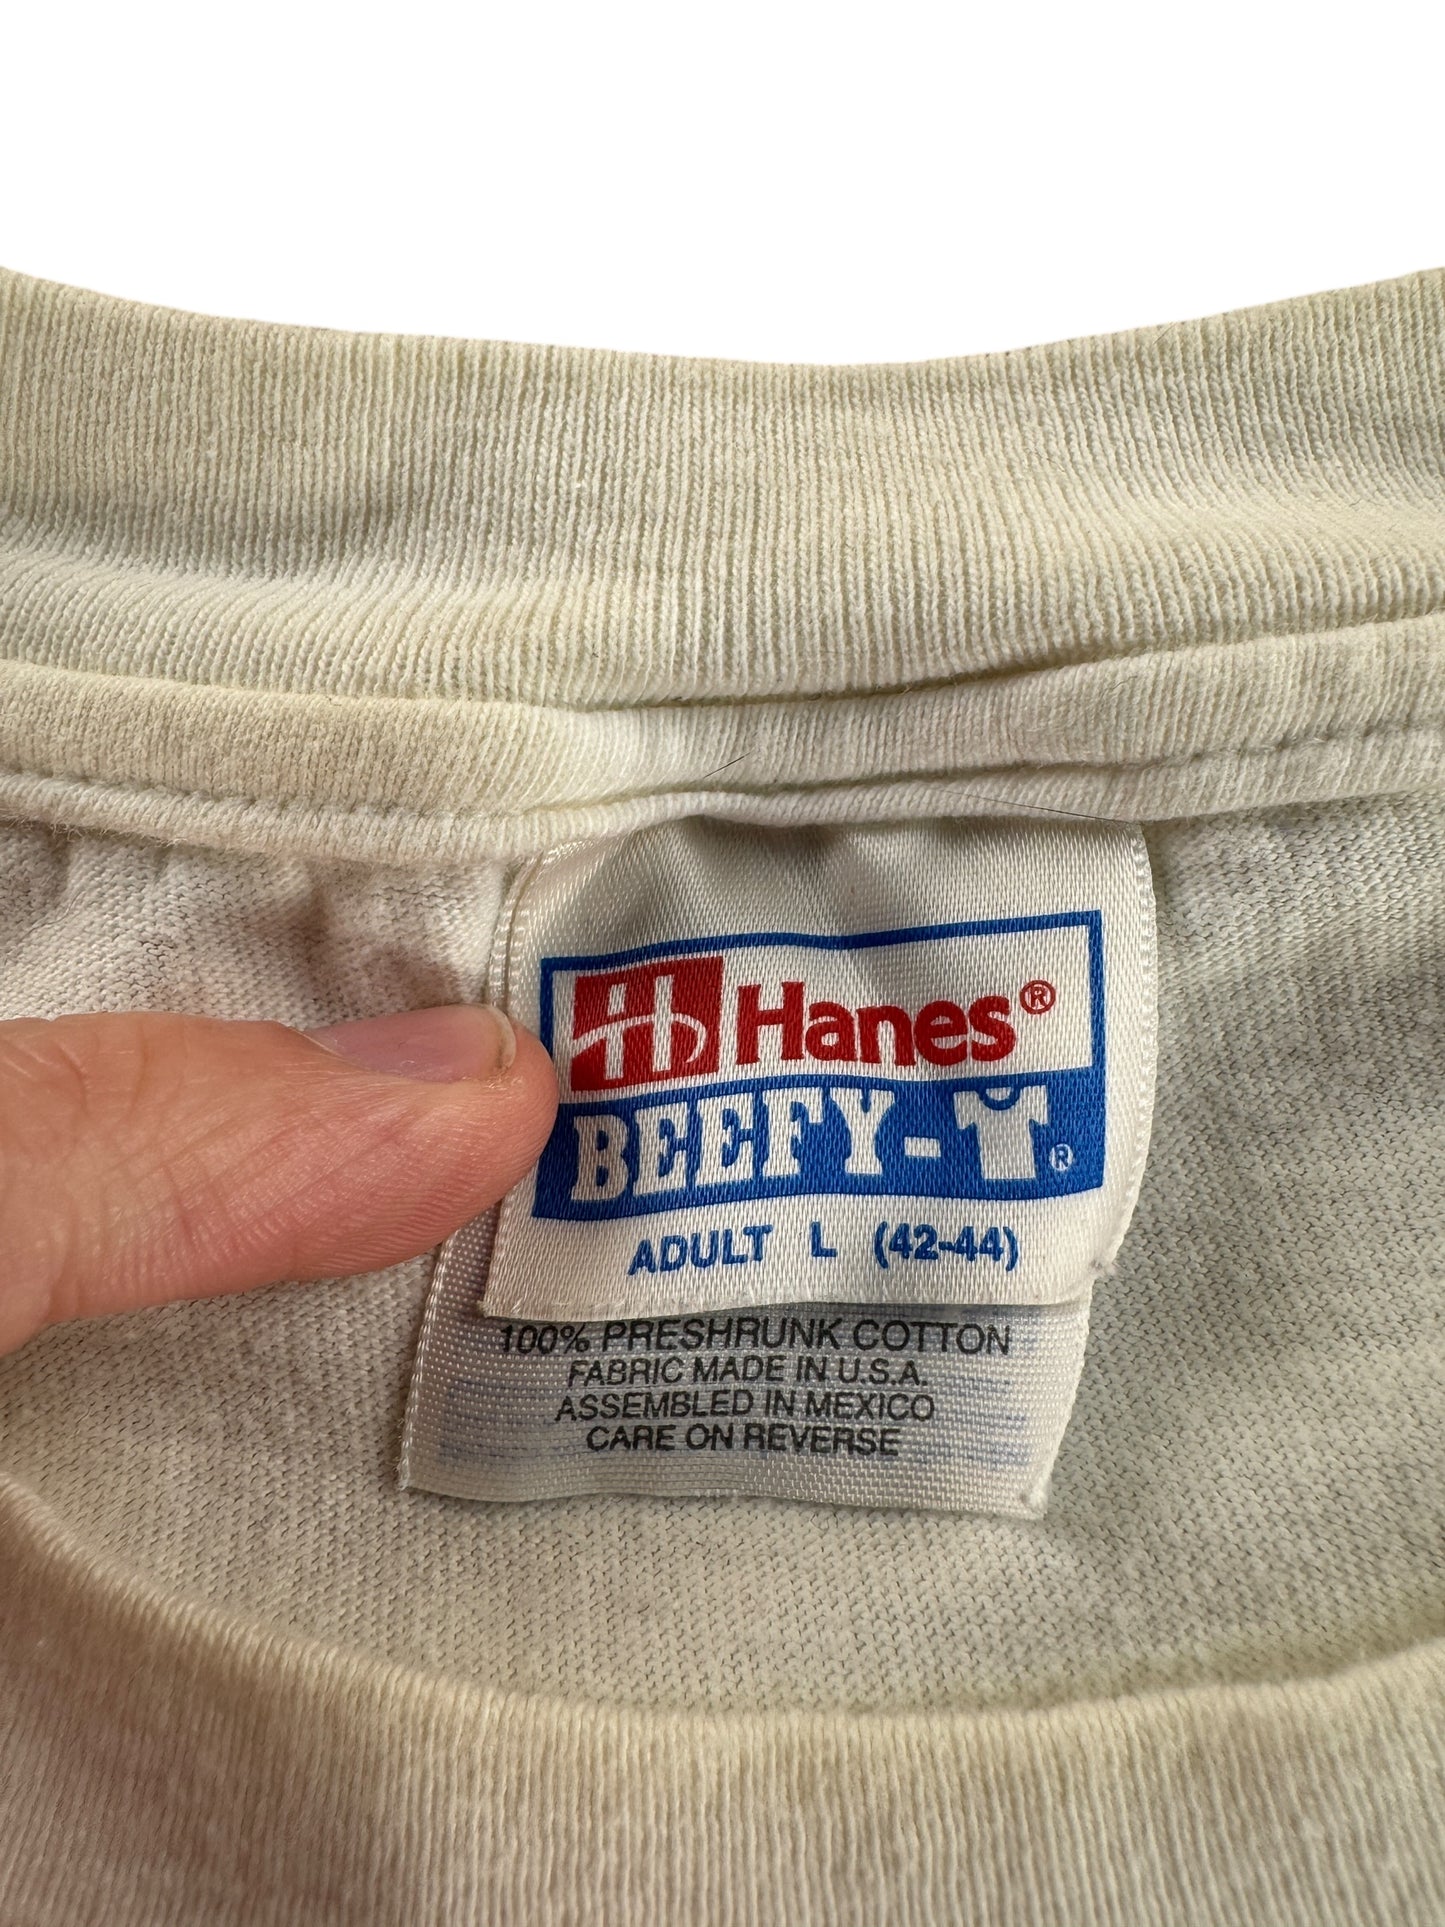 Hanes®
BEEFY-T®
ADULT L (42-44)
100% PRESHRUNK COTTON
FABRIC MADE IN U.S.A.
ASSEMBLED IN MEXICO
CARE ON REVERSE